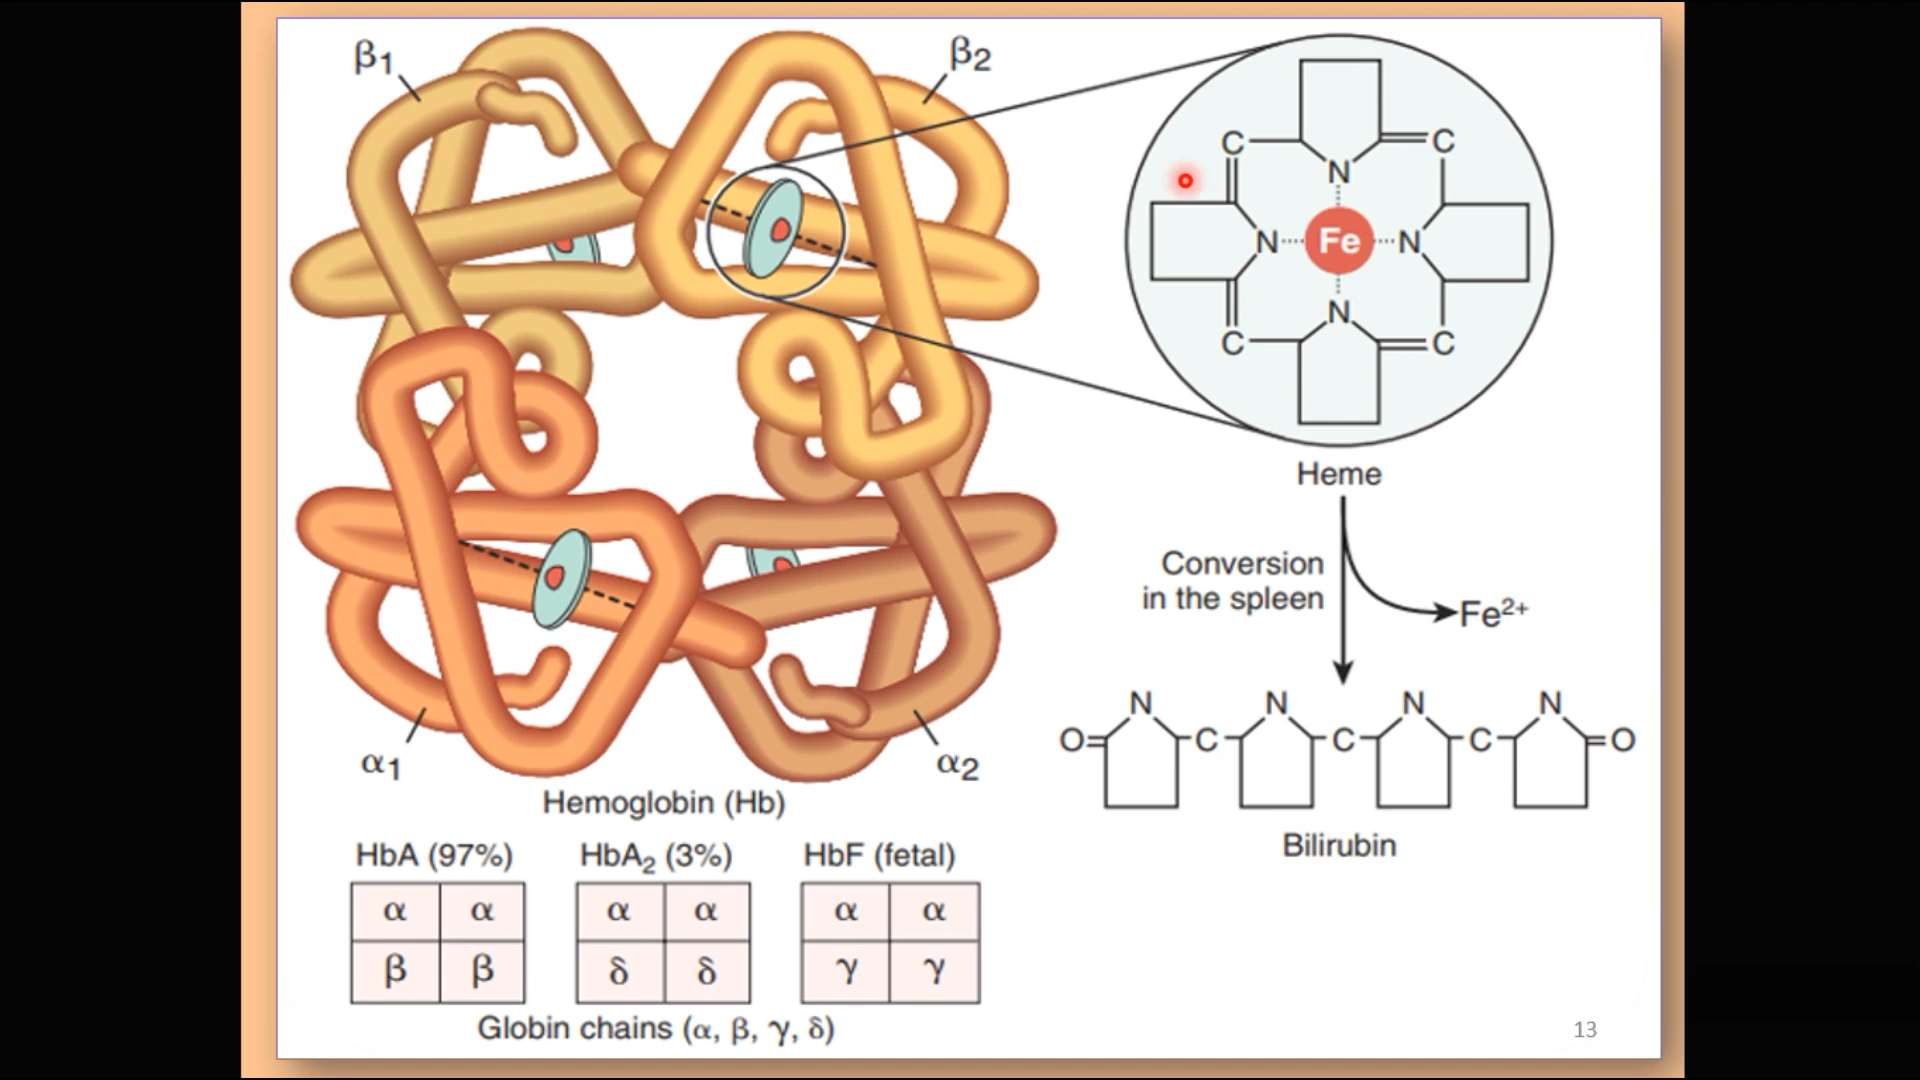 β1
β2
C
C
N
N
Fe
N
N
C
C
Heme
Conversion
in the spleen
Fe2+
α1
α2
Hemoglobin (Hb)
N
N
N
N
O
C
C
C
O
Bilirubin
HbA (97%)
HbA2 (3%)
HbF (fetal)
α α
β β
α α
δ δ
α α
γ γ
Globin chains (α, β, γ, δ)
13